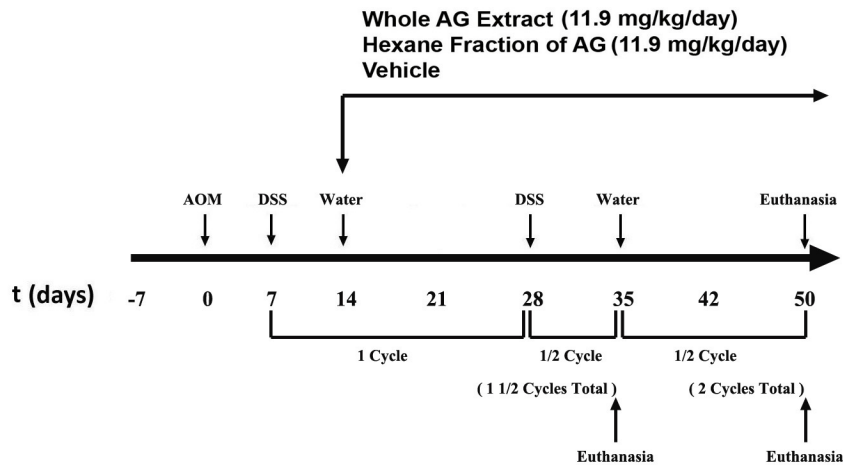 Whole AG Extract (11.9 mg/kg/day)
Hexane Fraction of AG (11.9 mg/kg/day)
Vehicle
AOM DSS Water DSS Water Euthanasia
t (days) -7 0 7 14 21 28 35 42 50
1 Cycle 1/2 Cycle 1/2 Cycle
( 1 1/2 Cycles Total ) ( 2 Cycles Total )
Euthanasia Euthanasia